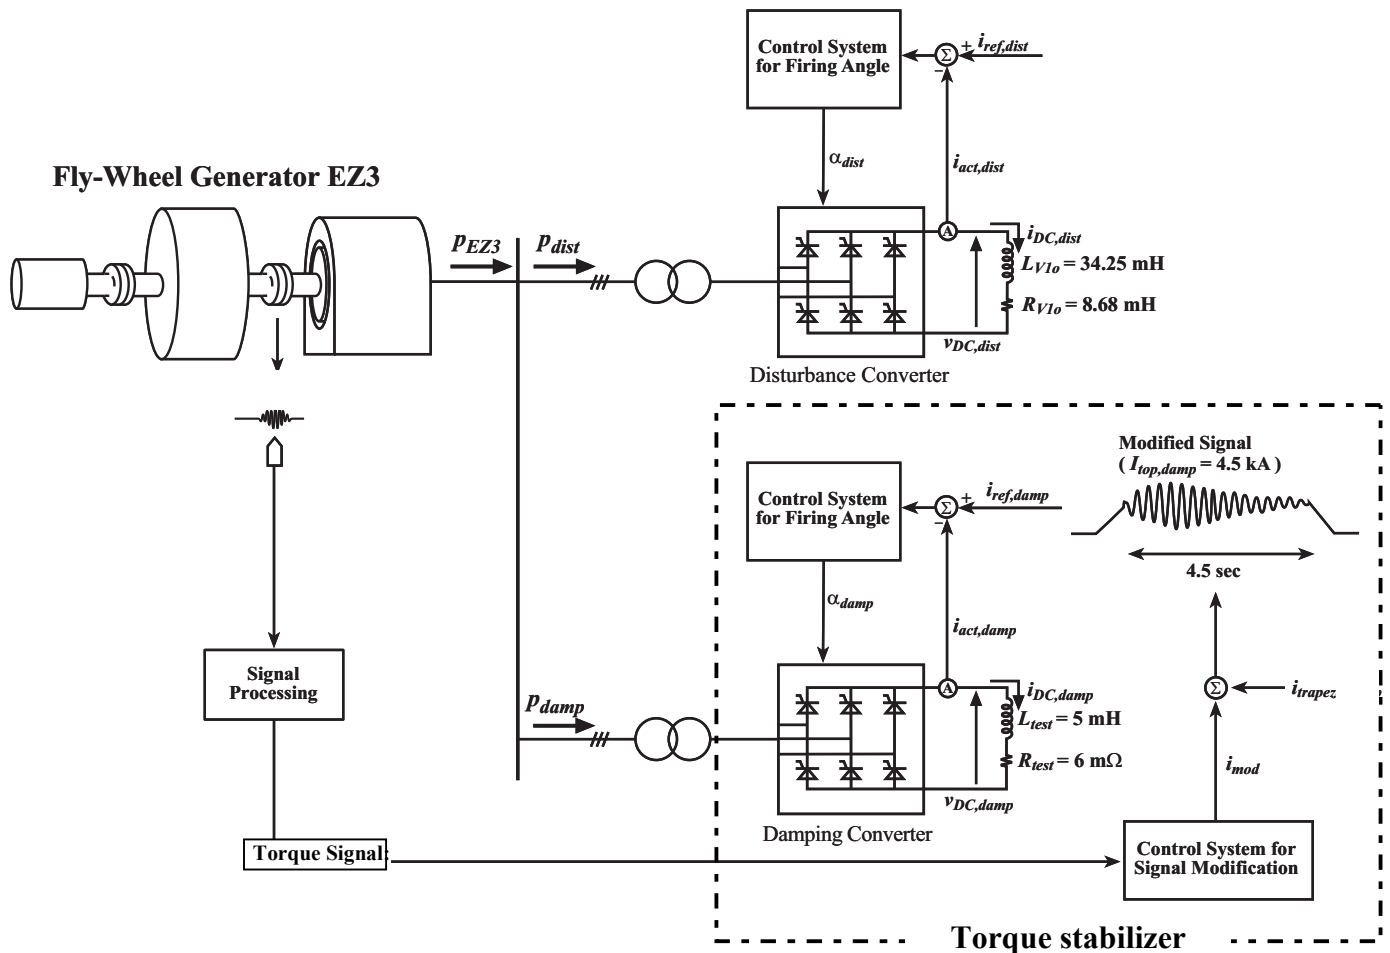 Control System
for Firing Angle
+
i_ref,dist
Σ
−
α_dist
i_act,dist
Fly-Wheel Generator EZ3
p_EZ3
p_dist
A
i_DC,dist
L_V1o = 34.25 mH
R_V1o = 8.68 mH
v_DC,dist
Disturbance Converter
Modified Signal
( I_top,damp = 4.5 kA )
Control System
for Firing Angle
+
i_ref,damp
Σ
−
4.5 sec
α_damp
i_act,damp
Signal
Processing
p_damp
A
i_DC,damp
L_test = 5 mH
R_test = 6 mΩ
v_DC,damp
Damping Converter
Σ
i_trapez
i_mod
Torque Signal:
Control System for
Signal Modification
Torque stabilizer